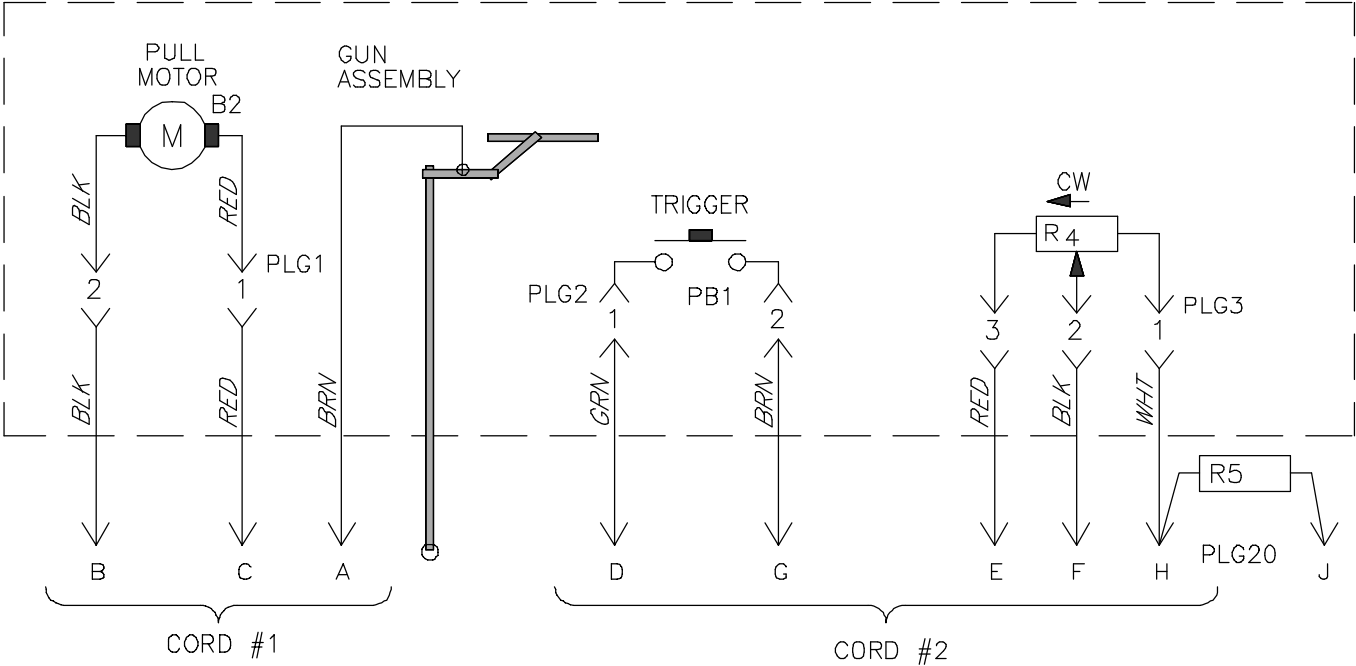 PULL
MOTOR
GUN
ASSEMBLY
B2
M
CW
BLK
RED
TRIGGER
R4
PLG1
2
1
PLG2
PB1
PLG3
1
2
3
2
1
BLK
RED
BRN
GRN
BRN
RED
BLK
WHT
R5
PLG20
B
C
A
D
G
E
F
H
J
CORD #1
CORD #2